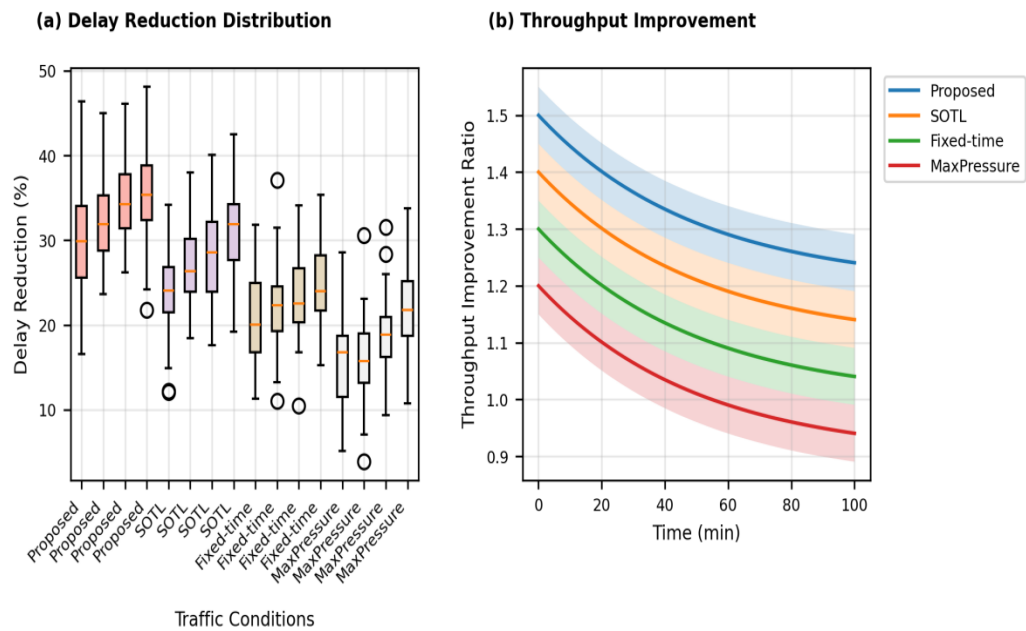 (a) Delay Reduction Distribution
Delay Reduction (%)
50
40
30
20
10
Proposed
Proposed
Proposed
Proposed
SOTL
SOTL
SOTL
SOTL
Fixed-time
Fixed-time
Fixed-time
Fixed-time
MaxPressure
MaxPressure
MaxPressure
MaxPressure
Traffic Conditions
(b) Throughput Improvement
Throughput Improvement Ratio
1.5
1.4
1.3
1.2
1.1
1.0
0.9
0 20 40 60 80 100
Time (min)
Proposed
SOTL
Fixed-time
MaxPressure